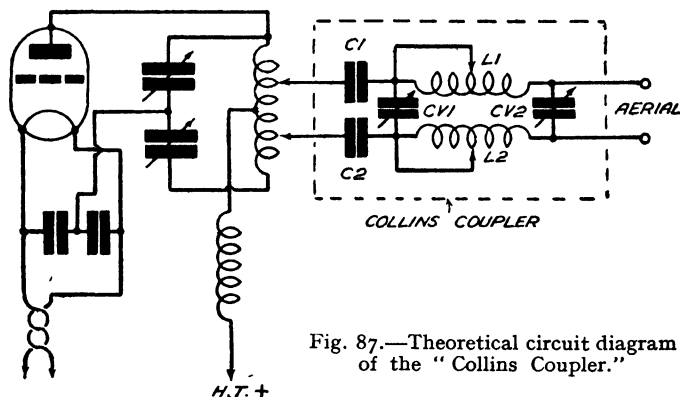 C1
L1
CV1
CV2
AERIAL
C2
L2
COLLINS COUPLER
H.T.+
Fig. 87.—Theoretical circuit diagram
of the “ Collins Coupler.”